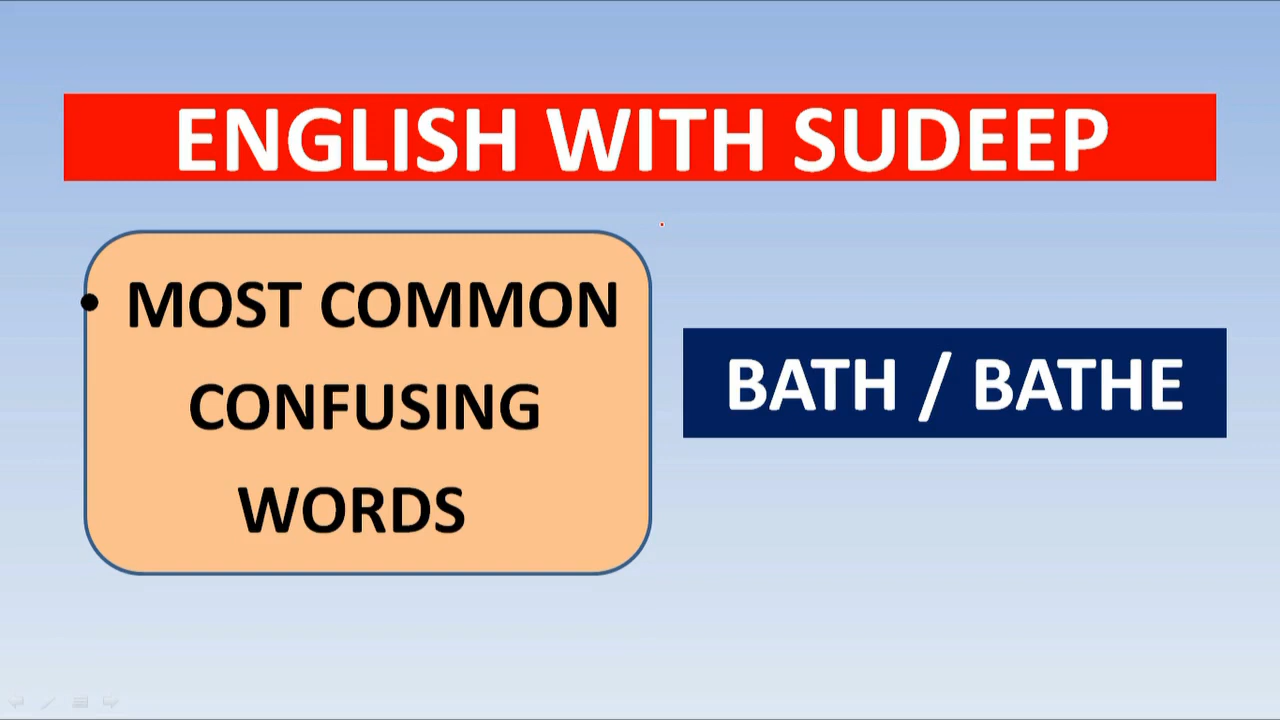 ENGLISH WITH SUDEEP
• MOST COMMON
CONFUSING
WORDS
BATH / BATHE